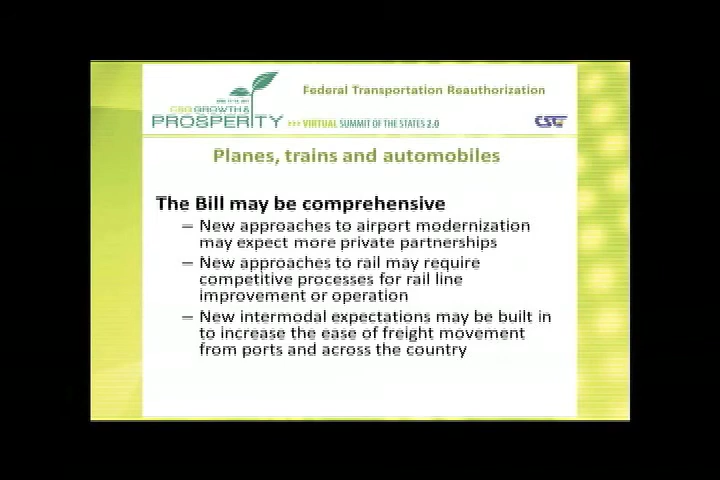 Federal Transportation Reauthorization
CSG GROWTH &
PROSPERITY >>> VIRTUAL SUMMIT OF THE STATES 2.0
CSG
Planes, trains and automobiles
The Bill may be comprehensive
– New approaches to airport modernization
may expect more private partnerships
– New approaches to rail may require
competitive processes for rail line
improvement or operation
– New intermodal expectations may be built in
to increase the ease of freight movement
from ports and across the country